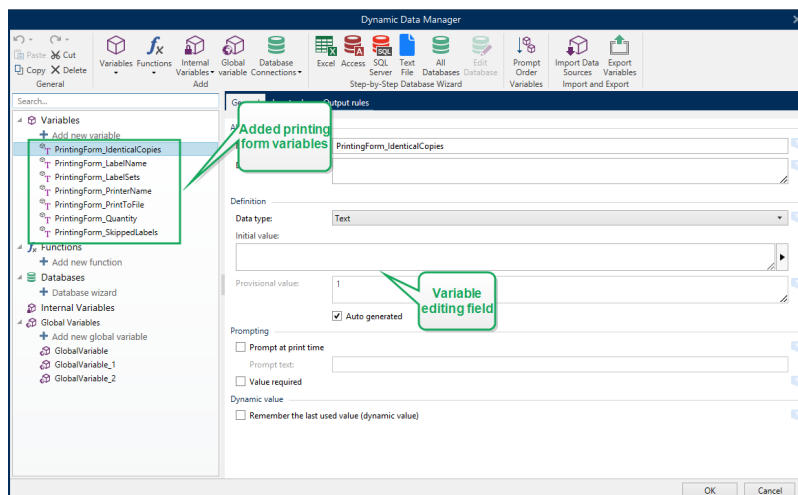 Dynamic Data Manager
Paste Cut
Copy Delete
General
Variables Functions Internal Variables Global variable Database Connections
Add
Excel Access SQL Server Text File All Databases Edit Database
Step-by-Step Database Wizard
Prompt Order
Variables
Import Data Sources Export Variables
Import and Export
Search...
Output rules
Variables
Add new variable
PrintingForm_IdenticalCopies
PrintingForm_LabelName
PrintingForm_LabelSets
PrintingForm_PrinterName
PrintingForm_PrintToFile
PrintingForm_Quantity
PrintingForm_SkippedLabels
Functions
Add new function
Databases
Database wizard
Internal Variables
Global Variables
Add new global variable
GlobalVariable
GlobalVariable_1
GlobalVariable_2
Added printing
form variables
PrintingForm_IdenticalCopies
Definition
Data type: Text
Initial value:
Provisional value: 1
Auto generated
Variable
editing field
Prompting
Prompt at print time
Prompt text:
Value required
Dynamic value
Remember the last used value (dynamic value)
OK Cancel